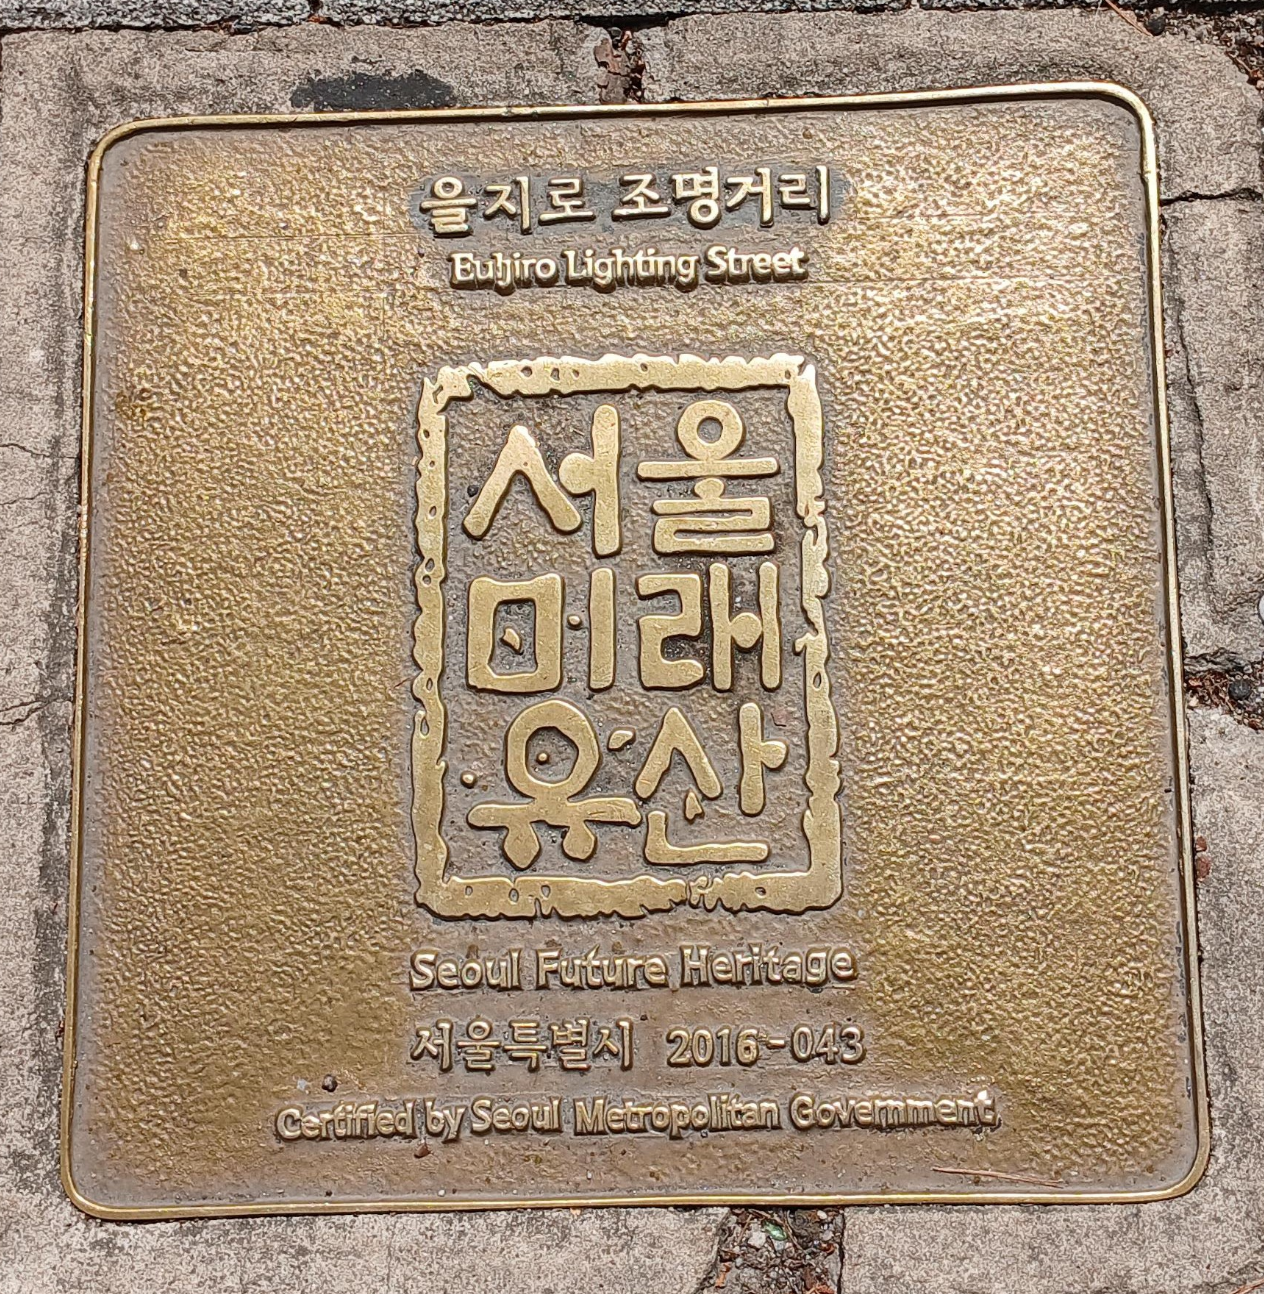 을지로 조명거리
Euljiro Lighting Street
서울
미래
유산
Seoul Future Heritage
서울특별시 2016-043
Certified by Seoul Metropolitan Government